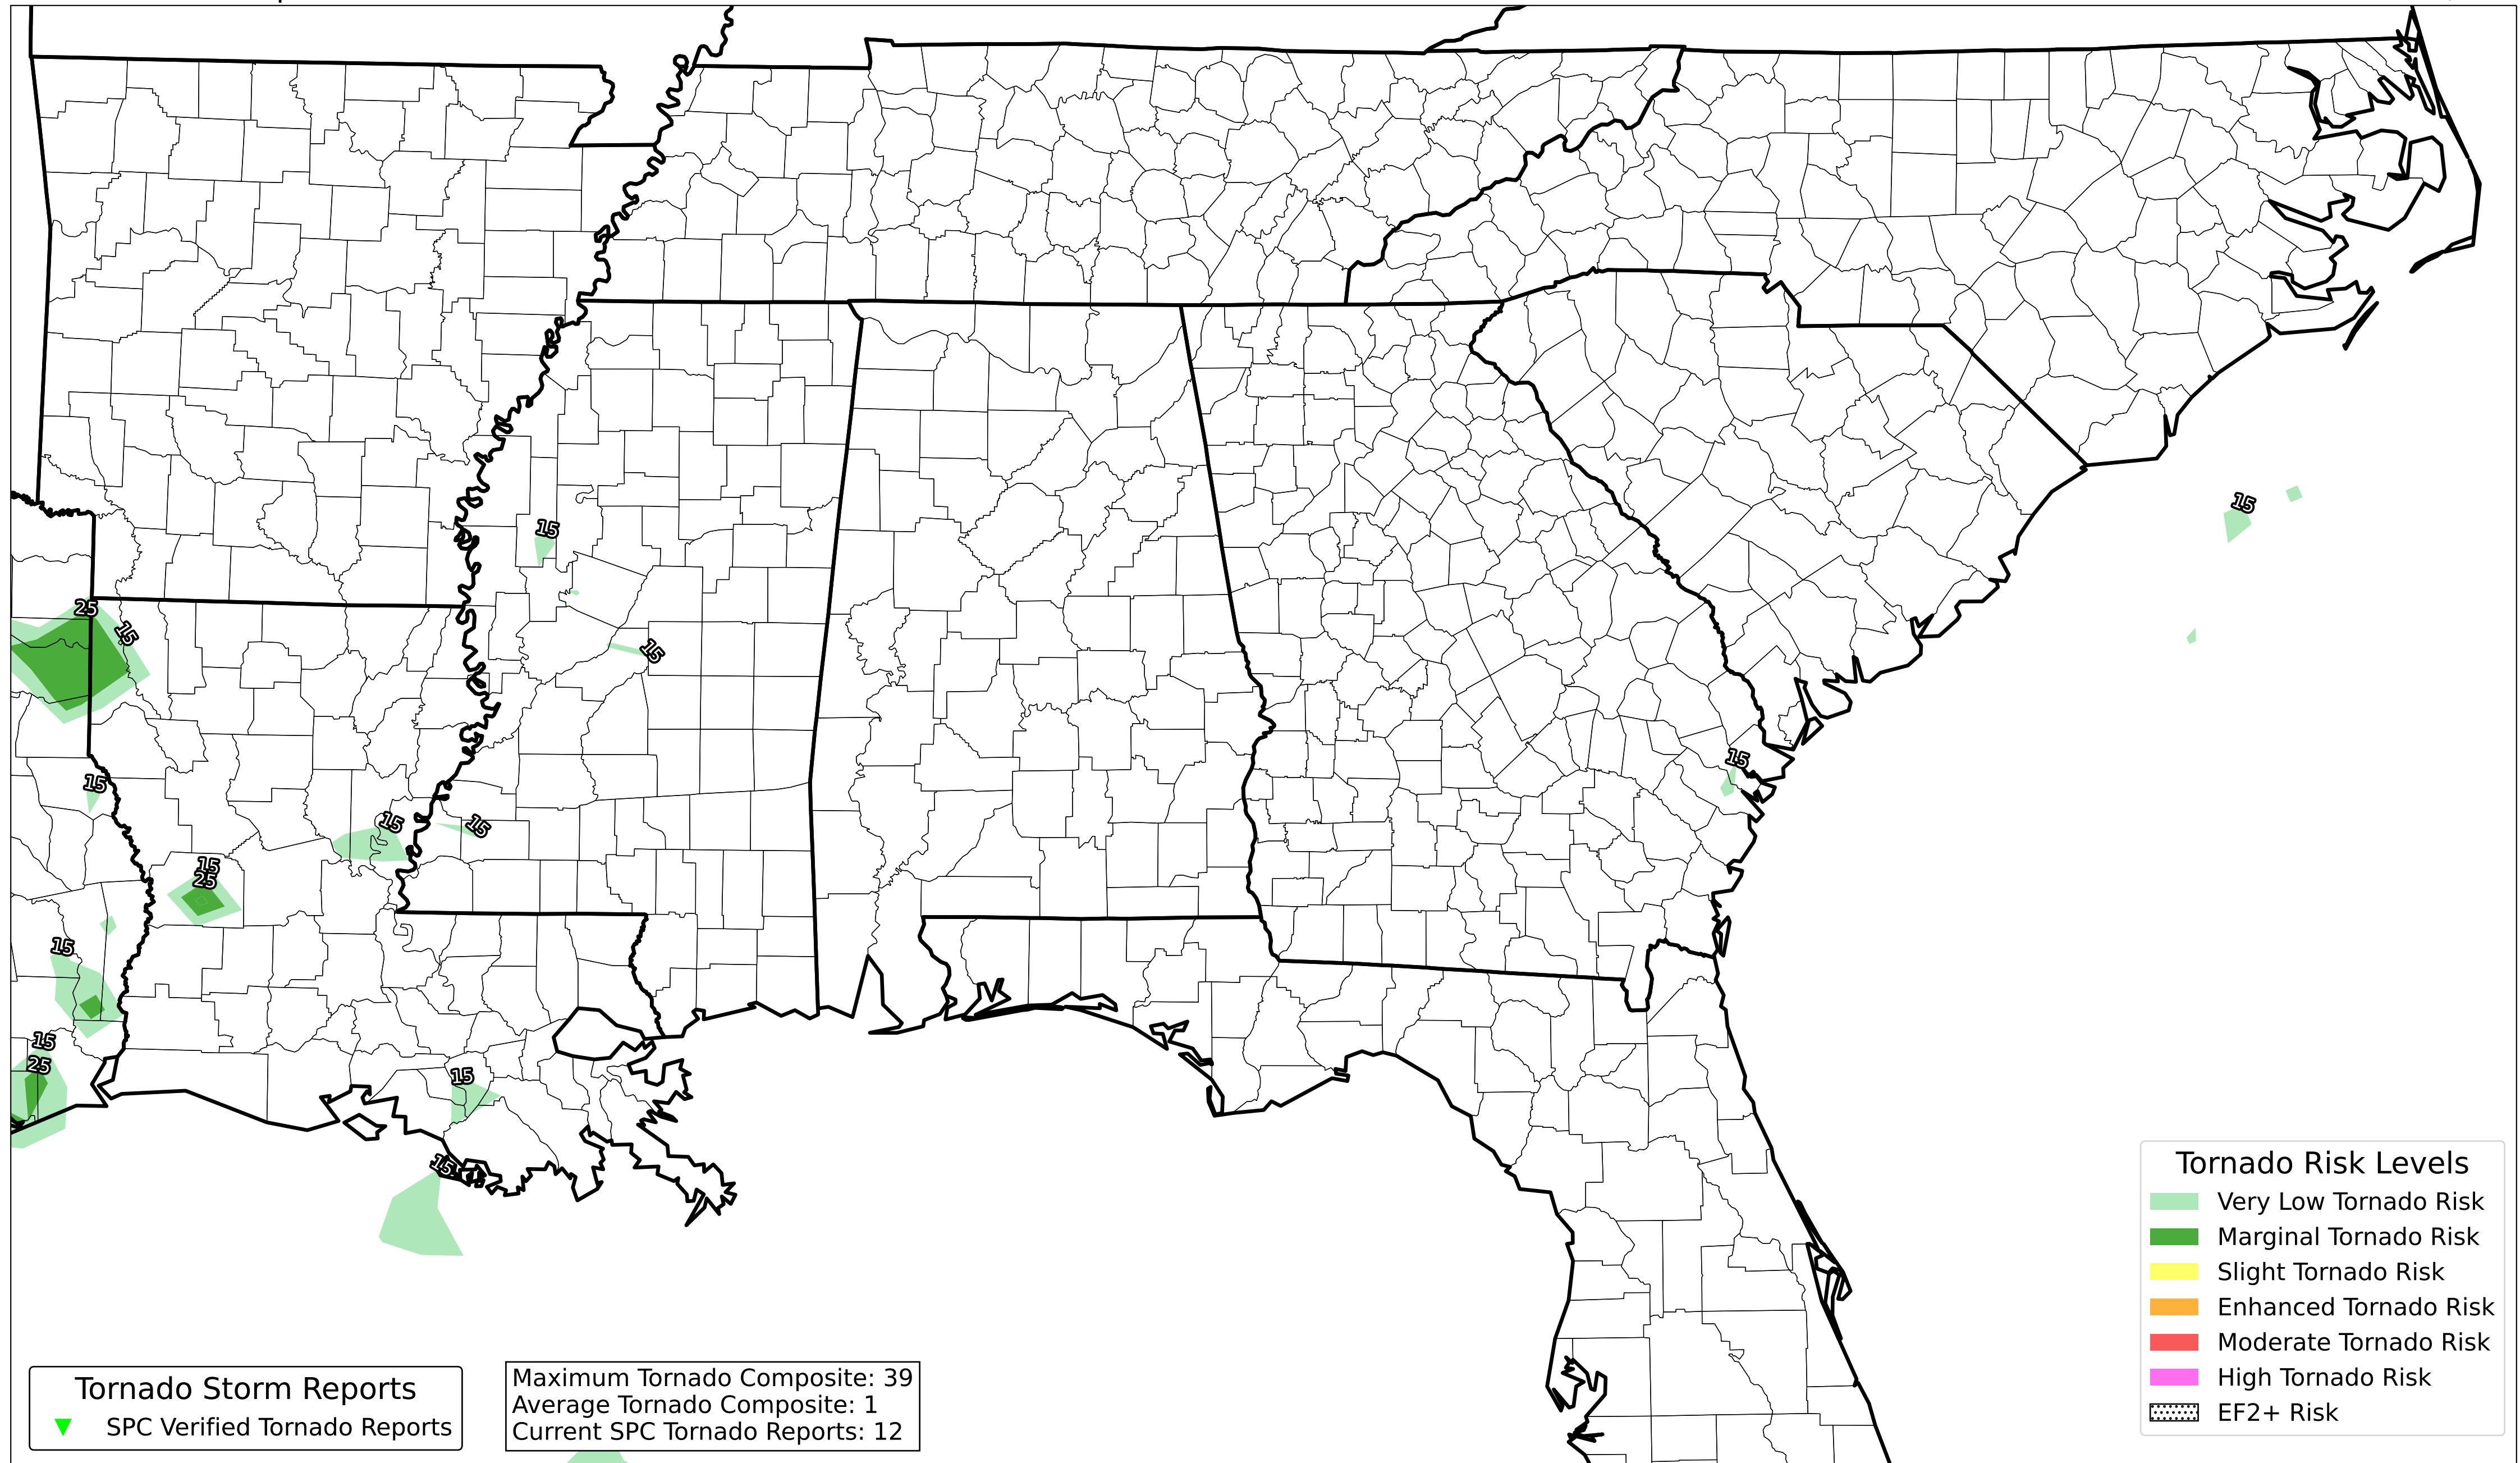 15
15
25
15
15
15
15
15
15
15
25
15
15
25
15
15
Tornado Risk Levels
Very Low Tornado Risk
Marginal Tornado Risk
Slight Tornado Risk
Enhanced Tornado Risk
Moderate Tornado Risk
High Tornado Risk
EF2+ Risk
Tornado Storm Reports
SPC Verified Tornado Reports
Maximum Tornado Composite: 39
Average Tornado Composite: 1
Current SPC Tornado Reports: 12